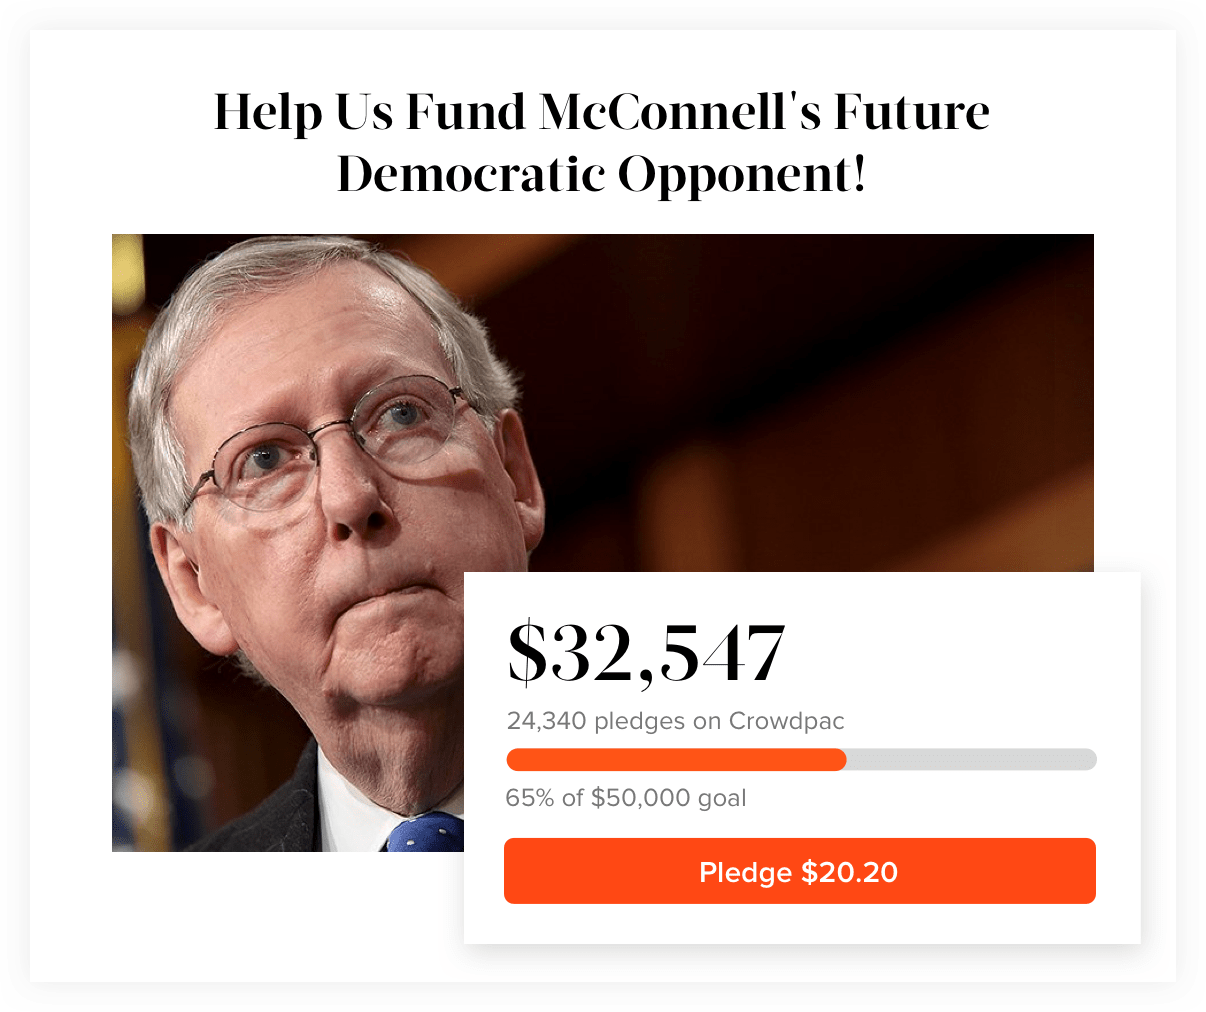 Help Us Fund McConnell's Future
Democratic Opponent!
$32,547
24,340 pledges on Crowdpac
65% of $50,000 goal
Pledge $20.20